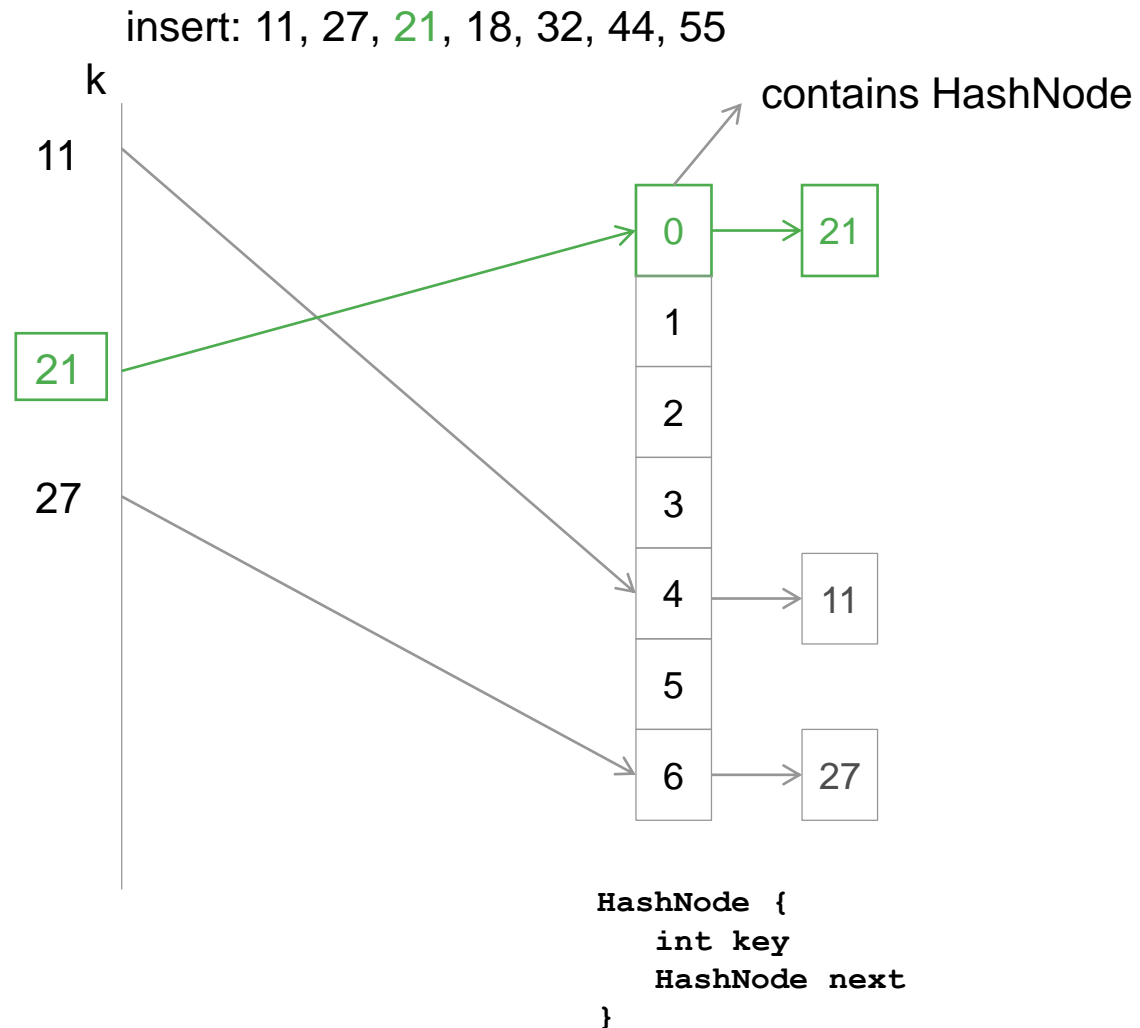 insert: 11, 27, 21, 18, 32, 44, 55
k
contains HashNode
11
0
21
1
21
2
27
3
4
11
5
6
27
HashNode {
int key
HashNode next
}